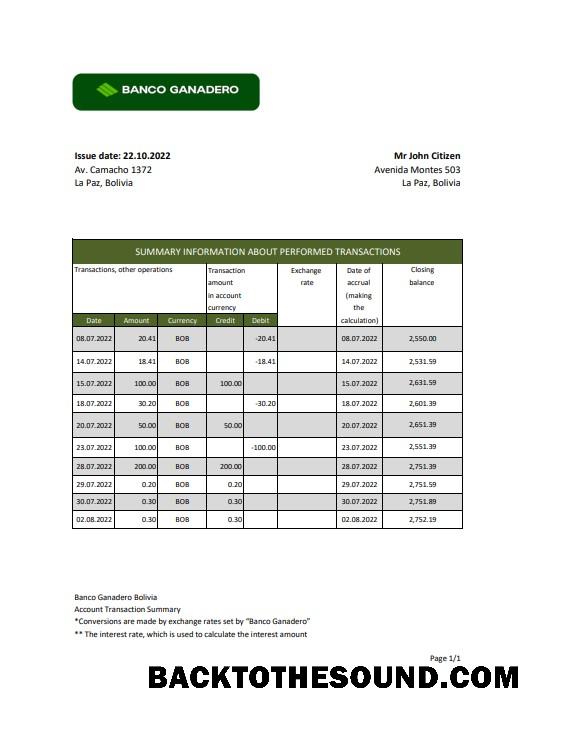 BANCO GANADERO
Issue date: 22.10.2022
Av. Camacho 1372
La Paz, Bolivia
Mr John Citizen
Avenida Montes 503
La Paz, Bolivia
SUMMARY INFORMATION ABOUT PERFORMED TRANSACTIONS
Transactions, other operations
Transaction
amount
in account
currency
Exchange
rate
Date of
accrual
(making
the
calculation)
Closing
balance
Date Amount Currency Credit Debit
08.07.2022 20.41 BOB -20.41 08.07.2022 2,550.00
14.07.2022 18.41 BOB -18.41 14.07.2022 2,531.59
15.07.2022 100.00 BOB 100.00 15.07.2022 2,631.59
18.07.2022 30.20 BOB -30.20 18.07.2022 2,601.39
20.07.2022 50.00 BOB 50.00 20.07.2022 2,651.39
23.07.2022 100.00 BOB -100.00 23.07.2022 2,551.39
28.07.2022 200.00 BOB 200.00 28.07.2022 2,751.39
29.07.2022 0.20 BOB 0.20 29.07.2022 2,751.59
30.07.2022 0.30 BOB 0.30 30.07.2022 2,751.89
02.08.2022 0.30 BOB 0.30 02.08.2022 2,752.19
Banco Ganadero Bolivia
Account Transaction Summary
*Conversions are made by exchange rates set by “Banco Ganadero”
** The interest rate, which is used to calculate the interest amount
Page 1/1
BACKTOTHESOUND.COM